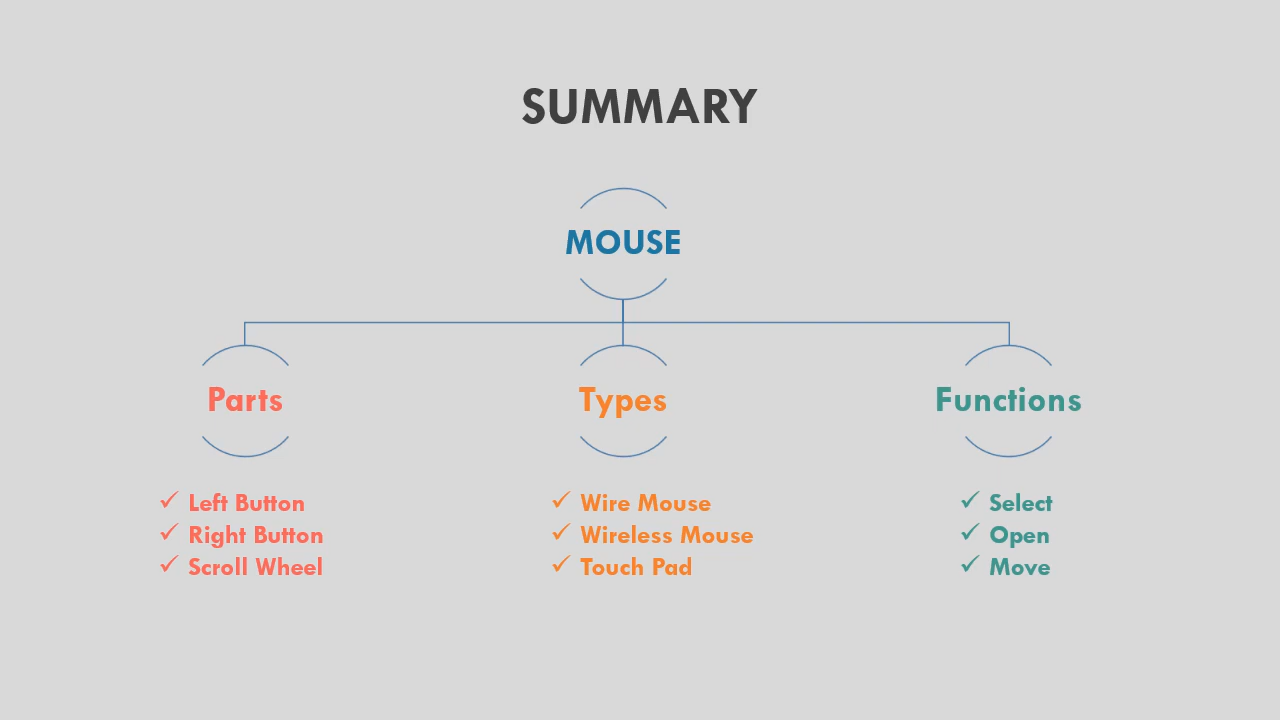 SUMMARY
MOUSE
Parts
Left Button
Right Button
Scroll Wheel
Types
Wire Mouse
Wireless Mouse
Touch Pad
Functions
Select
Open
Move